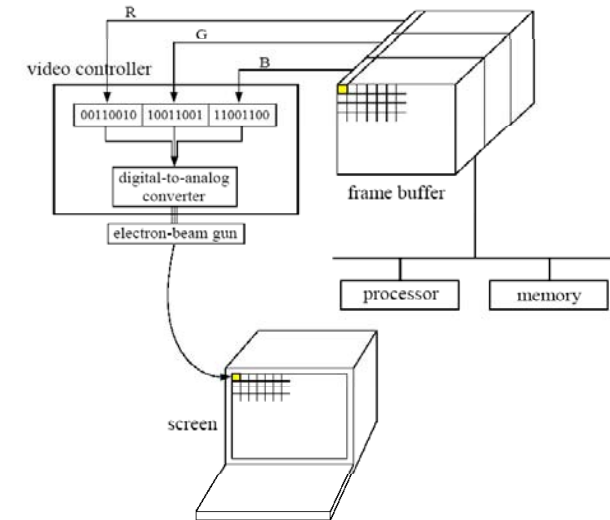 R
G
B
video controller
00110010 10011001 11001100
digital-to-analog
converter
electron-beam gun
frame buffer
processor
memory
screen